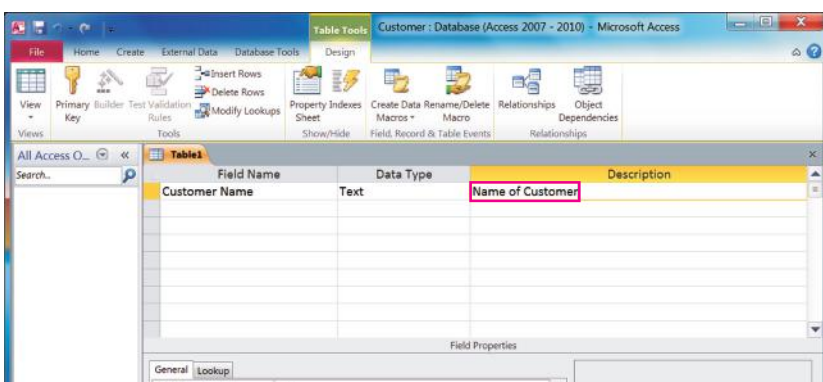 Table Tools Customer : Database (Access 2007 - 2010) - Microsoft Access
File Home Create External Data Database Tools Design
View Primary Key Builder Test Validation Rules Insert Rows Delete Rows Modify Lookups Property Sheet Indexes Create Data Macros Rename/Delete Macro Relationships Object Dependencies
Views Tools Show/Hide Field, Record & Table Events Relationships
All Access O... « Table1
Search..
Field Name Data Type Description
Customer Name Text Name of Customer
Field Properties
General Lookup